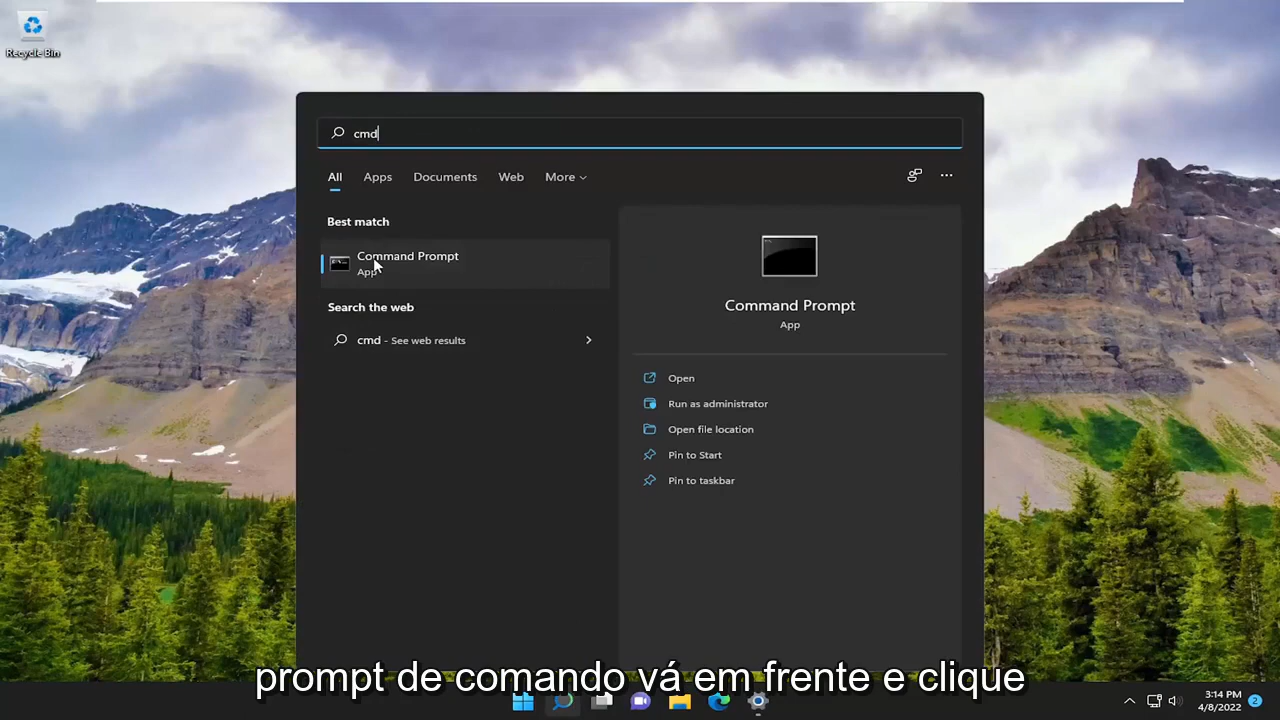 Recycle Bin
cmd
All
Apps
Documents
Web
More
Best match
Command Prompt
App
Search the web
cmd - See web results
Command Prompt
App
Open
Run as administrator
Open file location
Pin to Start
Pin to taskbar
prompt de comando vá em frente e clique
3:14 PM
4/8/2022
2